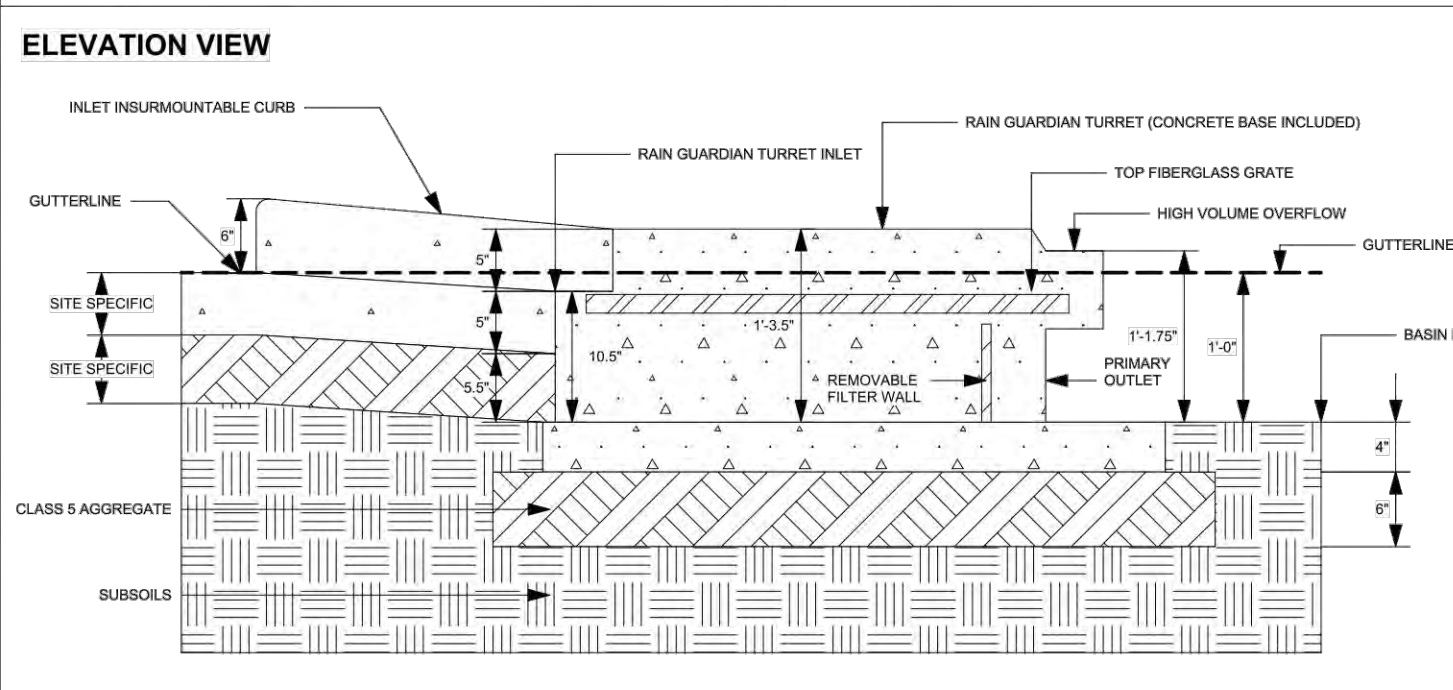 ELEVATION VIEW
INLET INSURMOUNTABLE CURB
RAIN GUARDIAN TURRET (CONCRETE BASE INCLUDED)
RAIN GUARDIAN TURRET INLET
TOP FIBERGLASS GRATE
GUTTERLINE
HIGH VOLUME OVERFLOW
6"
GUTTERLINE
5"
SITE SPECIFIC
5"
1'-3.5"
1'-1.75"
1'-0"
BASIN
10.5"
PRIMARY
OUTLET
SITE SPECIFIC
5.5"
REMOVABLE
FILTER WALL
4"
CLASS 5 AGGREGATE
6"
SUBSOILS